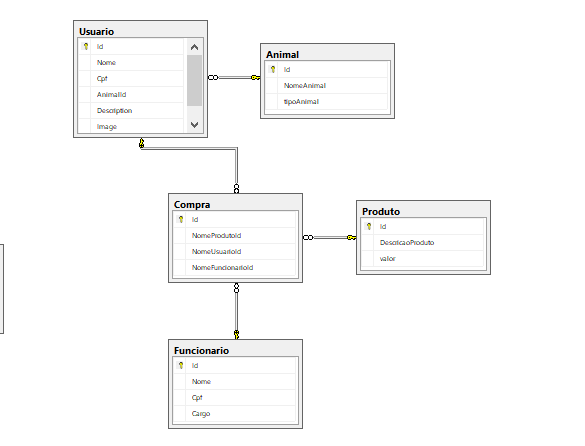 Usuario
Id
Nome
Cpf
AnimalId
Description
Image
Animal
Id
NomeAnimal
tipoAnimal
Compra
Id
NomeProdutoId
NomeUsuarioId
NomeFuncionarioId
Produto
Id
DescricaoProduto
valor
Funcionario
Id
Nome
Cpf
Cargo